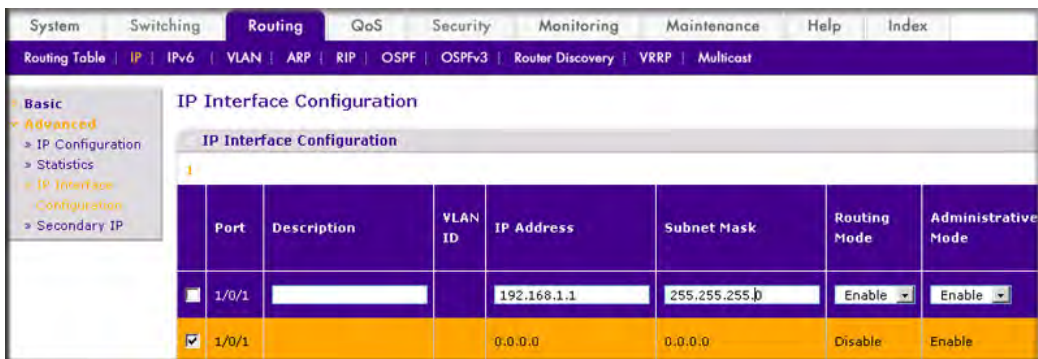 System Switching Routing QoS Security Monitoring Maintenance Help Index
Routing Table | IP | IPv6 | VLAN | ARP | RIP | OSPF | OSPFv3 | Router Discovery | VRRP | Multicast
Basic
Advanced
» IP Configuration
» Statistics
» IP Interface
Configuration
» Secondary IP
IP Interface Configuration
IP Interface Configuration
1
Port Description VLAN ID IP Address Subnet Mask Routing Mode Administrative Mode
1/0/1 192.168.1.1 255.255.255.0 Enable Enable
1/0/1 0.0.0.0 0.0.0.0 Disable Enable